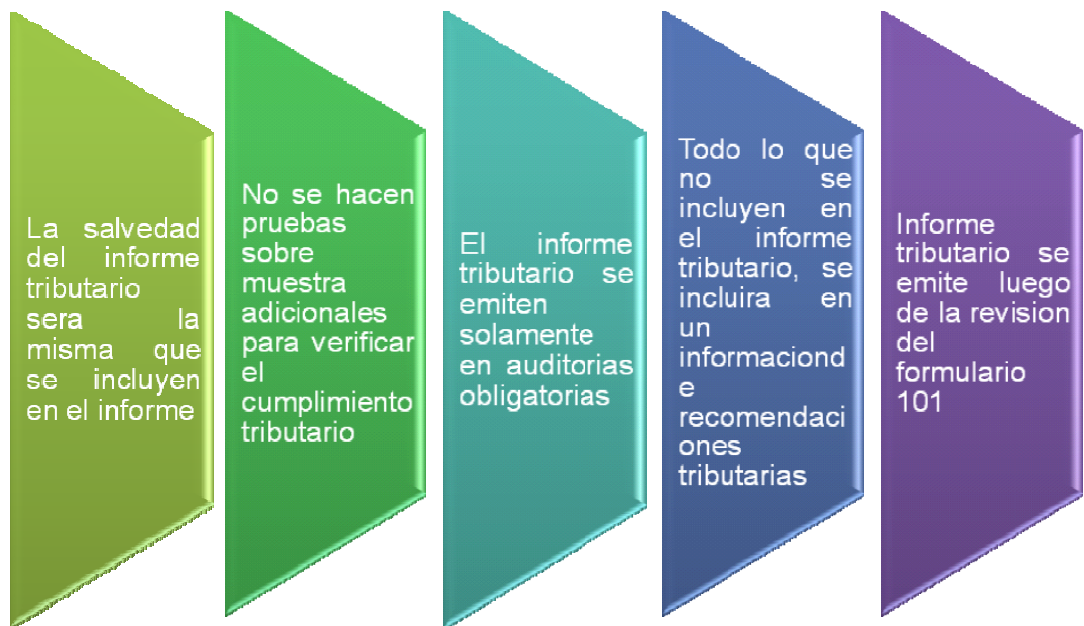 La salvedad
del informe
tributario
sera la
misma que
se incluyen
en el informe
No se hacen
pruebas
sobre
muestra
adicionales
para verificar
el
cumplimiento
tributario
El informe
tributario se
emiten
solamente
en auditorias
obligatorias
Todo lo que
no se
incluyen en
el informe
tributario, se
incluira en
un
informaciond
e
recomendaci
ones
tributarias
Informe
tributario se
emite luego
de la revision
del
formulario
101